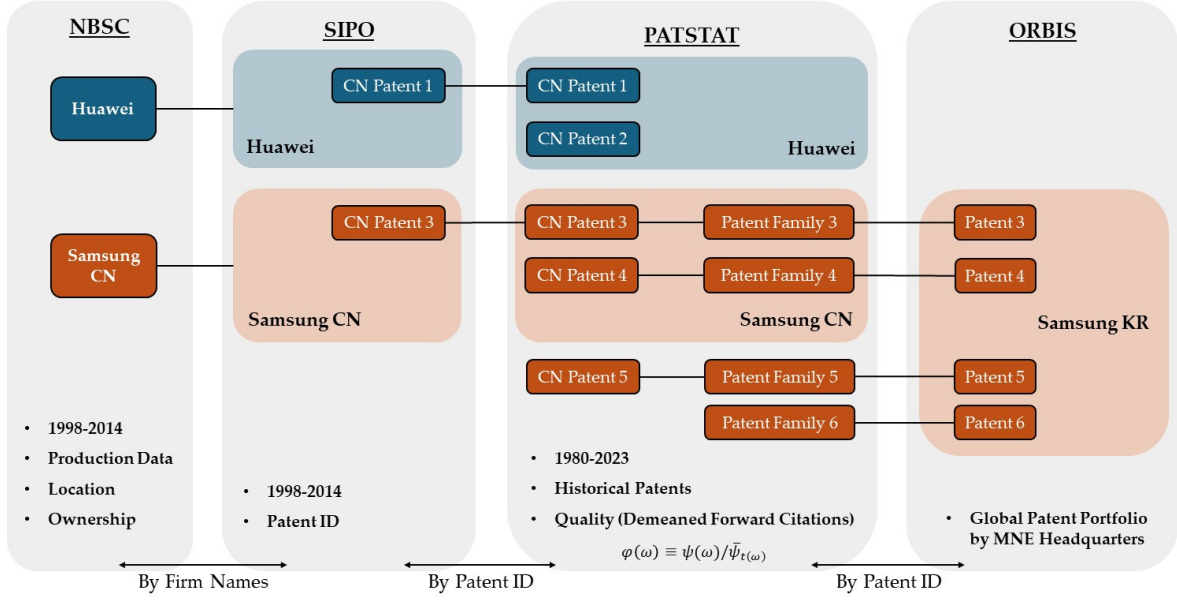 NBSC
SIPO
PATSTAT
ORBIS
Huawei
CN Patent 1
CN Patent 1
CN Patent 2
Huawei
Huawei
Samsung
CN
CN Patent 3
CN Patent 3
Patent Family 3
Patent 3
CN Patent 4
Patent Family 4
Patent 4
Samsung CN
Samsung CN
Samsung KR
CN Patent 5
Patent Family 5
Patent 5
Patent Family 6
Patent 6
• 1998-2014
• Production Data
• Location
• Ownership
• 1998-2014
• Patent ID
• 1980-2023
• Historical Patents
• Quality (Demeaned Forward Citations)
φ(ω) ≡ ψ(ω)/ψ̄_{t(ω)}
• Global Patent Portfolio
by MNE Headquarters
By Firm Names
By Patent ID
By Patent ID